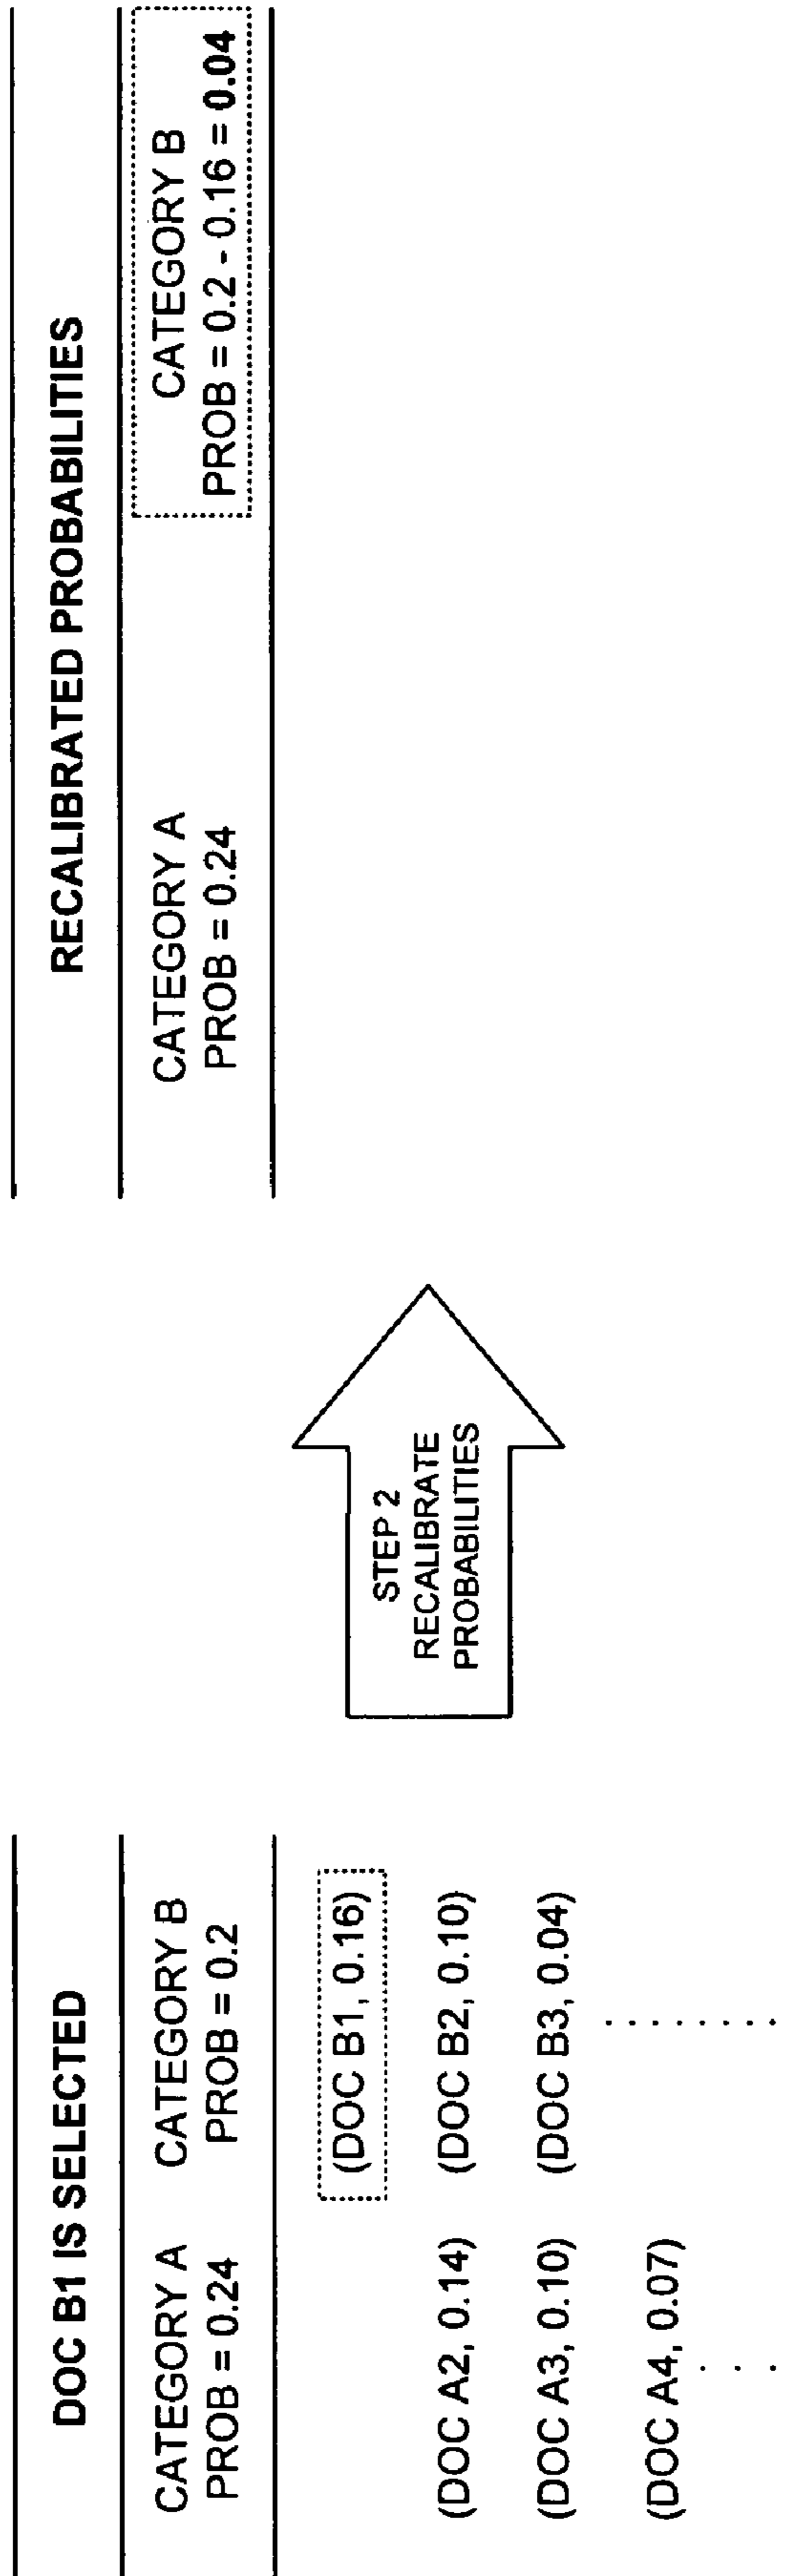 DOC B1 IS SELECTED
CATEGORY A CATEGORY B
PROB = 0.24 PROB = 0.2
(DOC B1, 0.16)
(DOC A2, 0.14) (DOC B2, 0.10)
(DOC A3, 0.10) (DOC B3, 0.04)
(DOC A4, 0.07)
STEP 2
RECALIBRATE
PROBABILITIES
RECALIBRATED PROBABILITIES
CATEGORY A CATEGORY B
PROB = 0.24 PROB = 0.2 - 0.16 = 0.04